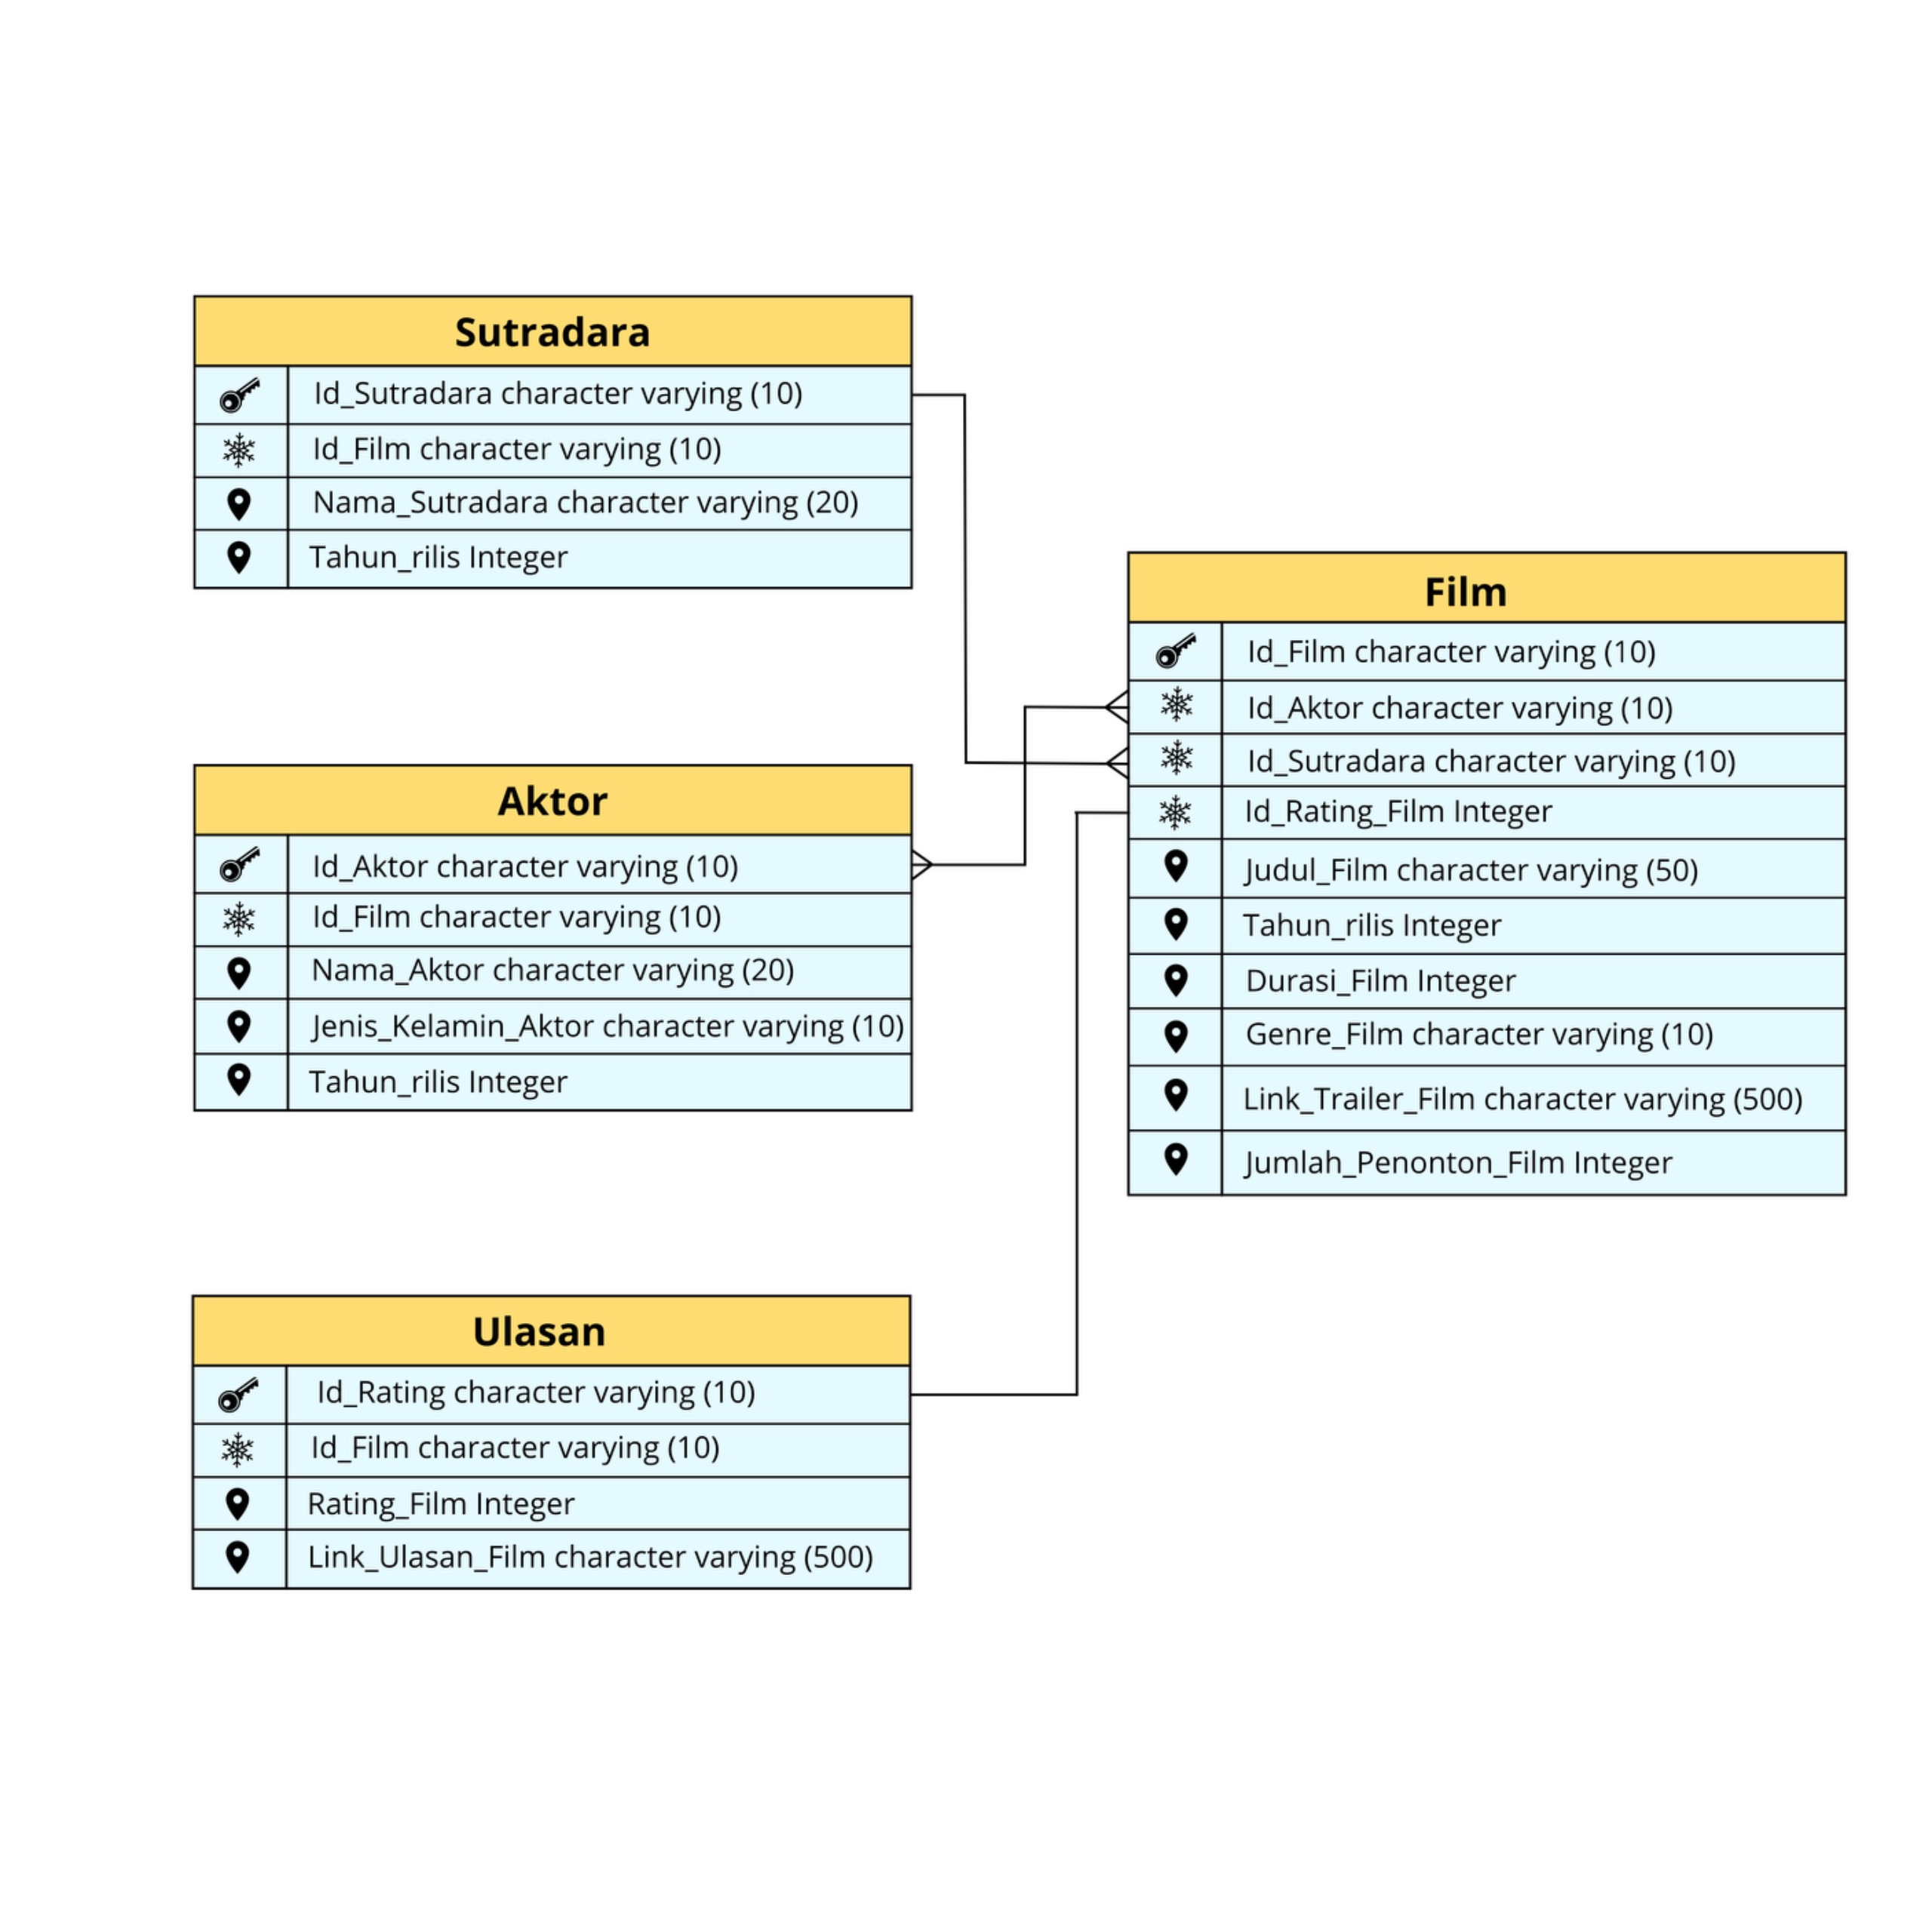 Sutradara
Id_Sutradara character varying (10)
Id_Film character varying (10)
Nama_Sutradara character varying (20)
Tahun_rilis Integer
Film
Id_Film character varying (10)
Id_Aktor character varying (10)
Id_Sutradara character varying (10)
Id_Rating_Film Integer
Judul_Film character varying (50)
Tahun_rilis Integer
Durasi_Film Integer
Genre_Film character varying (10)
Link_Trailer_Film character varying (500)
Jumlah_Penonton_Film Integer
Aktor
Id_Aktor character varying (10)
Id_Film character varying (10)
Nama_Aktor character varying (20)
Jenis_Kelamin_Aktor character varying (10)
Tahun_rilis Integer
Ulasan
Id_Rating character varying (10)
Id_Film character varying (10)
Rating_Film Integer
Link_Ulasan_Film character varying (500)